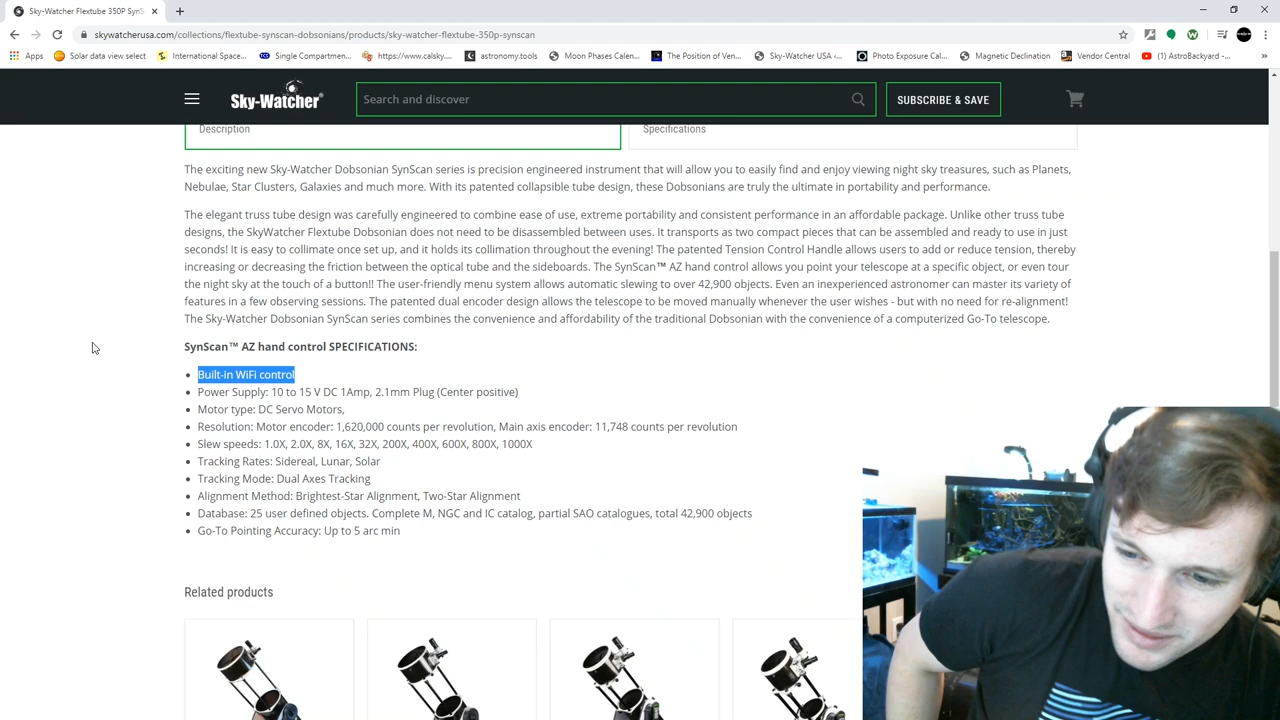 Sky-Watcher Flextube 350P SynS
skywatcherusa.com/collections/flextube-synscan-dobsonians/products/sky-watcher-flextube-350p-synscan
Apps Solar data view select International Space... Single Compartmen... https://www.calsky... astronomy.tools Moon Phases Calen... The Position of Ven... Sky-Watcher USA ‹... Photo Exposure Cal... Magnetic Declination Vendor Central (1) AstroBackyard -...
Sky-Watcher® Search and discover SUBSCRIBE & SAVE
Description Specifications
The exciting new Sky-Watcher Dobsonian SynScan series is precision engineered instrument that will allow you to easily find and enjoy viewing night sky treasures, such as Planets,
Nebulae, Star Clusters, Galaxies and much more. With its patented collapsible tube design, these Dobsonians are truly the ultimate in portability and performance.
The elegant truss tube design was carefully engineered to combine ease of use, extreme portability and consistent performance in an affordable package. Unlike other truss tube
designs, the SkyWatcher Flextube Dobsonian does not need to be disassembled between uses. It transports as two compact pieces that can be assembled and ready to use in just
seconds! It is easy to collimate once set up, and it holds its collimation throughout the evening! The patented Tension Control Handle allows users to add or reduce tension, thereby
increasing or decreasing the friction between the optical tube and the sideboards. The SynScan™ AZ hand control allows you point your telescope at a specific object, or even tour
the night sky at the touch of a button!! The user-friendly menu system allows automatic slewing to over 42,900 objects. Even an inexperienced astronomer can master its variety of
features in a few observing sessions. The patented dual encoder design allows the telescope to be moved manually whenever the user wishes - but with no need for re-alignment!
The Sky-Watcher Dobsonian SynScan series combines the convenience and affordability of the traditional Dobsonian with the convenience of a computerized Go-To telescope.
SynScan™ AZ hand control SPECIFICATIONS:
Built-in WiFi control
Power Supply: 10 to 15 V DC 1Amp, 2.1mm Plug (Center positive)
Motor type: DC Servo Motors,
Resolution: Motor encoder: 1,620,000 counts per revolution, Main axis encoder: 11,748 counts per revolution
Slew speeds: 1.0X, 2.0X, 8X, 16X, 32X, 200X, 400X, 600X, 800X, 1000X
Tracking Rates: Sidereal, Lunar, Solar
Tracking Mode: Dual Axes Tracking
Alignment Method: Brightest-Star Alignment, Two-Star Alignment
Database: 25 user defined objects. Complete M, NGC and IC catalog, partial SAO catalogues, total 42,900 objects
Go-To Pointing Accuracy: Up to 5 arc min
Related products